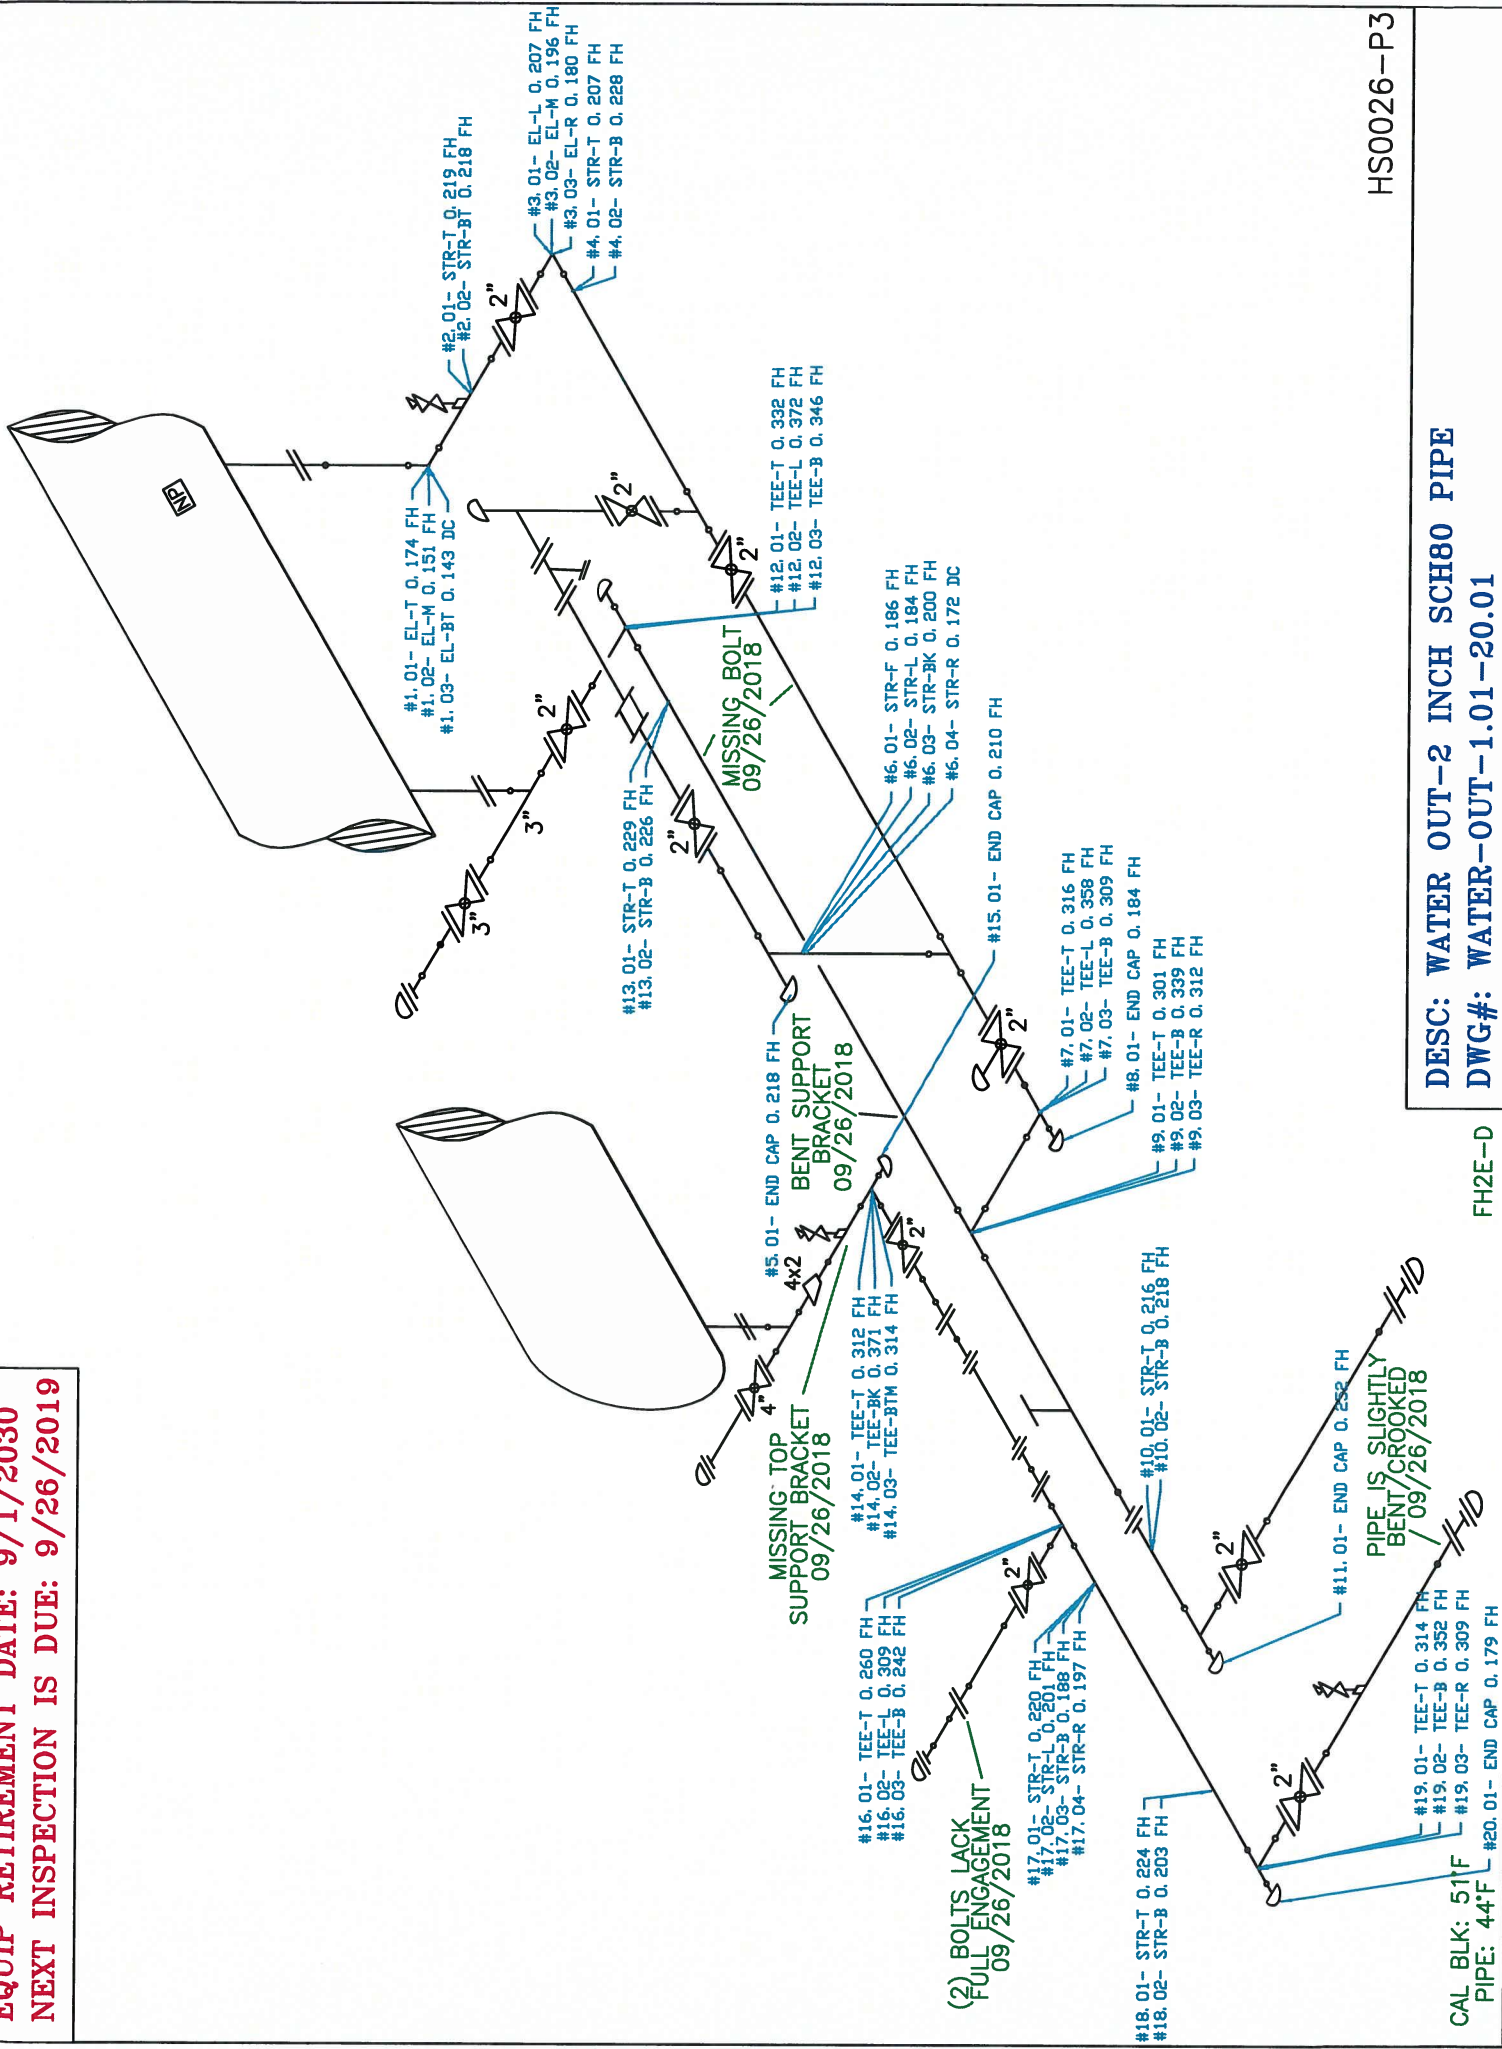 EQUIP RETIREMENT DATE: 9/1/2030
NEXT INSPECTION IS DUE: 9/26/2019
NP
#1.01- EL-T 0.174 FH
#1.02- EL-M 0.151 FH
#1.03- EL-BT 0.143 DC
#2.01- STR-T 0.219 FH
#2.02- STR-BT 0.218 FH
2"
#3.01- EL-L 0.207 FH
#3.02- EL-M 0.196 FH
#3.03- EL-R 0.180 FH
#4.01- STR-T 0.207 FH
#4.02- STR-B 0.228 FH
2"
2"
3"
3"
2"
#12.01- TEE-T 0.332 FH
#12.02- TEE-L 0.372 FH
#12.03- TEE-B 0.346 FH
#13.01- STR-T 0.229 FH
#13.02- STR-B 0.226 FH
2"
MISSING BOLT
09/26/2018
#6.01- STR-F 0.186 FH
#6.02- STR-L 0.184 FH
#6.03- STR-BK 0.200 FH
#6.04- STR-R 0.172 DC
#5.01- END CAP 0.218 FH
BENT SUPPORT
BRACKET
09/26/2018
#15.01- END CAP 0.210 FH
2"
#7.01- TEE-T 0.316 FH
#7.02- TEE-L 0.358 FH
#7.03- TEE-B 0.309 FH
#8.01- END CAP 0.184 FH
#9.01- TEE-T 0.301 FH
#9.02- TEE-B 0.339 FH
#9.03- TEE-R 0.312 FH
4x2
4"
2"
MISSING TOP
SUPPORT BRACKET
09/26/2018
#14.01- TEE-T 0.312 FH
#14.02- TEE-BK 0.371 FH
#14.03- TEE-BTM 0.314 FH
#10.01- STR-T 0.216 FH
#10.02- STR-B 0.218 FH
2"
#11.01- END CAP 0.252 FH
PIPE IS SLIGHTLY
BENT/CROOKED
09/26/2018
#16.01- TEE-T 0.260 FH
#16.02- TEE-L 0.309 FH
#16.03- TEE-B 0.242 FH
2"
(2) BOLTS LACK
FULL ENGAGEMENT
09/26/2018
#17.01- STR-T 0.220 FH
#17.02- STR-L 0.201 FH
#17.03- STR-B 0.188 FH
#17.04- STR-R 0.197 FH
#18.01- STR-T 0.224 FH
#18.02- STR-B 0.203 FH
2"
#19.01- TEE-T 0.314 FH
#19.02- TEE-B 0.352 FH
#19.03- TEE-R 0.309 FH
#20.01- END CAP 0.179 FH
CAL BLK: 51°F
PIPE: 44°F
FH2E-D
HS0026-P3
DESC: WATER OUT-2 INCH SCH80 PIPE
DWG#: WATER-OUT-1.01-20.01